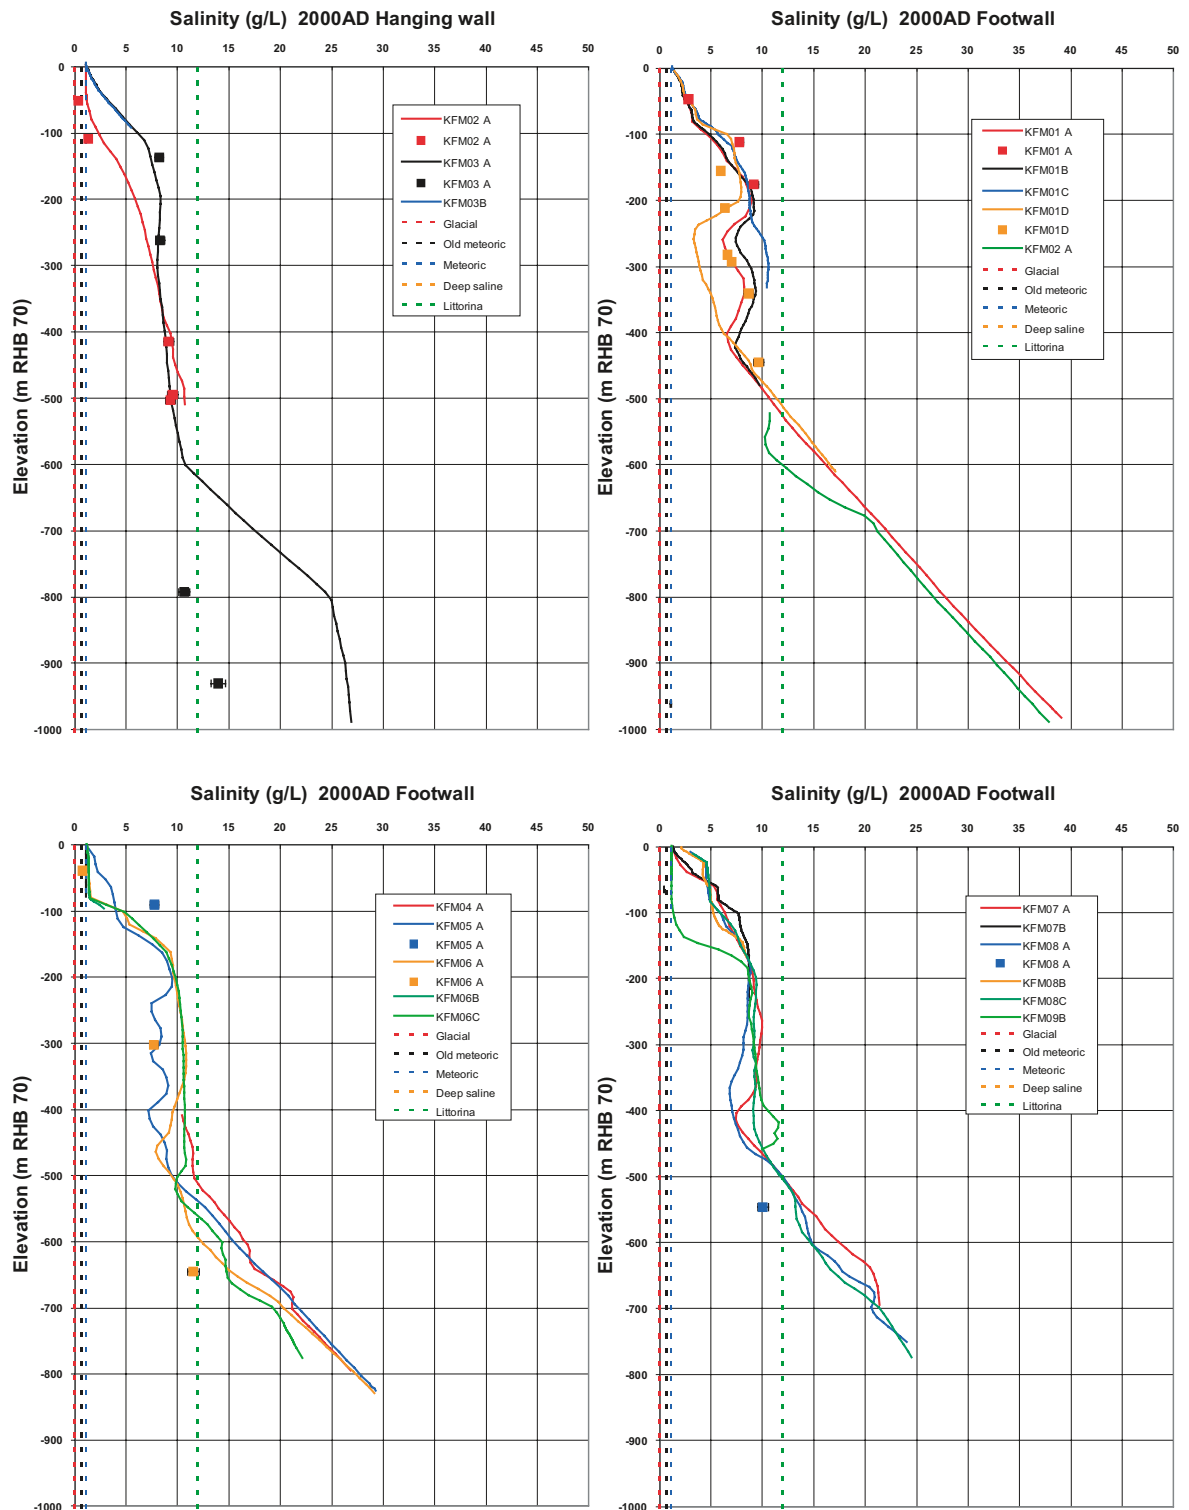 Salinity (g/L)  2000AD Hanging wall
0 5 10 15 20 25 30 35 40 45 50
Elevation (m RHB 70)
0
-100
-200
-300
-400
-500
-600
-700
-800
-900
-1000
KFM02 A
KFM02 A
KFM03 A
KFM03 A
KFM03B
Glacial
Old meteoric
Meteoric
Deep saline
Littorina
Salinity (g/L)  2000AD Footwall
0 5 10 15 20 25 30 35 40 45 50
Elevation (m RHB 70)
0
-100
-200
-300
-400
-500
-600
-700
-800
-900
-1000
KFM01 A
KFM01 A
KFM01B
KFM01C
KFM01D
KFM01D
KFM02 A
Glacial
Old meteoric
Meteoric
Deep saline
Littorina
Salinity (g/L)  2000AD Footwall
0 5 10 15 20 25 30 35 40 45 50
Elevation (m RHB 70)
0
-100
-200
-300
-400
-500
-600
-700
-800
-900
-1000
KFM04 A
KFM05 A
KFM05 A
KFM06 A
KFM06 A
KFM06B
KFM06C
Glacial
Old meteoric
Meteoric
Deep saline
Littorina
Salinity (g/L)  2000AD Footwall
0 5 10 15 20 25 30 35 40 45 50
Elevation (m RHB 70)
0
-100
-200
-300
-400
-500
-600
-700
-800
-900
-1000
KFM07 A
KFM07B
KFM08 A
KFM08 A
KFM08B
KFM08C
KFM09B
Glacial
Old meteoric
Meteoric
Deep saline
Littorina